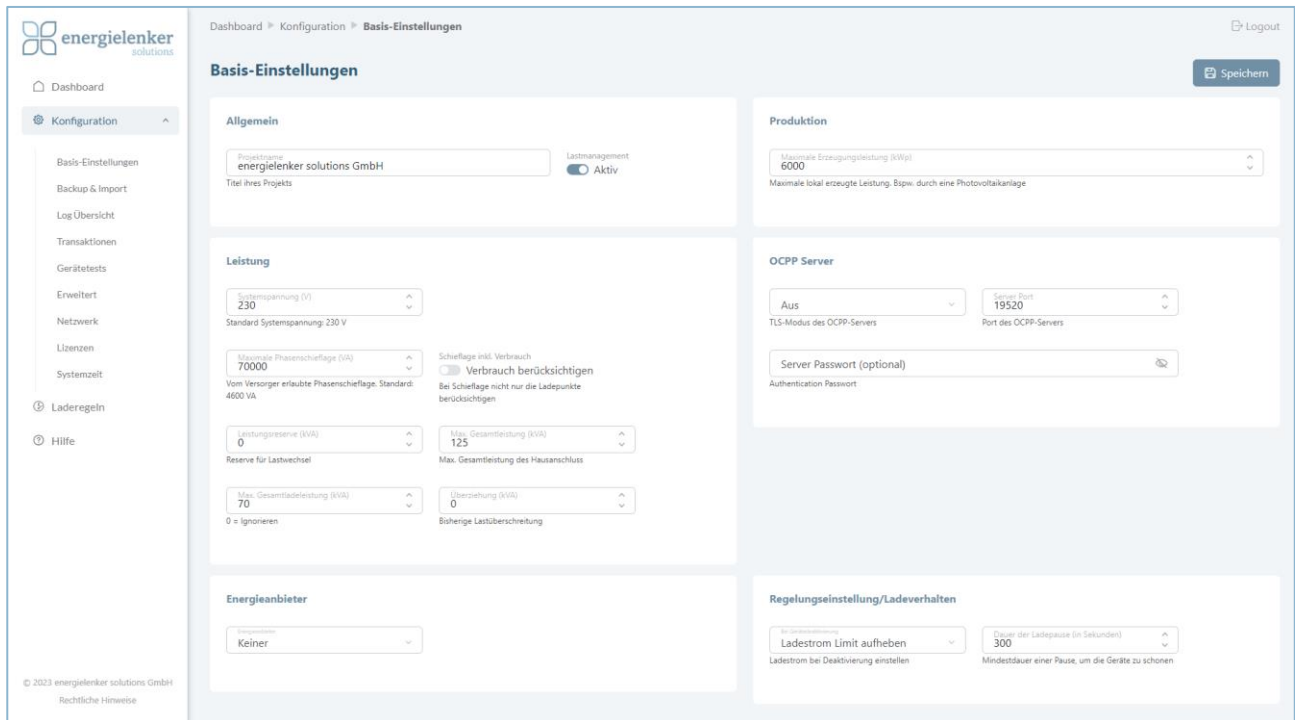 energielenker
solutions
Dashboard
Konfiguration
Basis-Einstellungen
Backup & Import
Log Übersicht
Transaktionen
Gerätetests
Erweitert
Netzwerk
Lizenzen
Systemzeit
Laderegeln
Hilfe
© 2023 energielenker solutions GmbH
Rechtliche Hinweise
Dashboard Konfiguration Basis-Einstellungen
Logout
Basis-Einstellungen
Speichern
Allgemein
Projektname
energielenker solutions GmbH
Titel ihres Projekts
Lastmanagement
Aktiv
Produktion
Maximale Erzeugungsleistung (kWp)
6000
Maximale lokal erzeugte Leistung. Bspw. durch eine Photovoltaikanlage
Leistung
Systemspannung (V)
230
Standard Systemspannung: 230 V
Maximale Phasenschieflage (VA)
70000
Vom Versorger erlaubte Phasenschieflage. Standard:
4600 VA
Schieflage inkl. Verbrauch
Verbrauch berücksichtigen
Bei Schieflage nicht nur die Ladepunkte
berücksichtigen
Leistungsreserve (kVA)
0
Reserve für Lastwechsel
Max. Gesamtleistung (kVA)
125
Max. Gesamtleistung des Hausanschluss
Max. Gesamtladeleistung (kVA)
70
0 = Ignorieren
Überziehung (kVA)
0
Bisherige Lastüberschreitung
OCPP Server
Aus
TLS-Modus des OCPP-Servers
Server Port
19520
Port des OCPP-Servers
Server Passwort (optional)
Authentication Passwort
Energieanbieter
Energieanbieter
Keiner
Regelungseinstellung/Ladeverhalten
Bei Gerätedeaktivierung
Ladestrom Limit aufheben
Ladestrom bei Deaktivierung einstellen
Dauer der Ladepause (in Sekunden)
300
Mindestdauer einer Pause, um die Geräte zu schonen